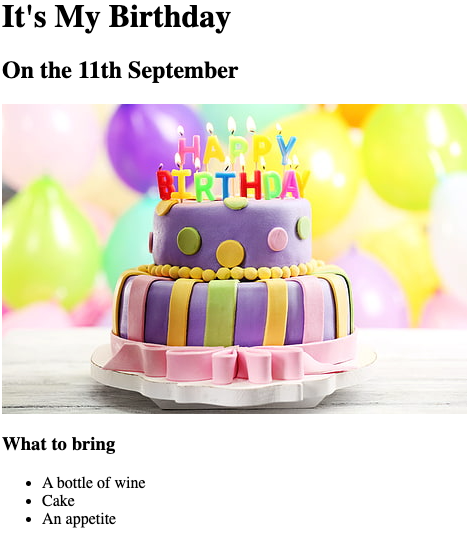 It's My Birthday
On the 11th September
HAPPY
BIRTHDAY
What to bring
A bottle of wine
Cake
An appetite